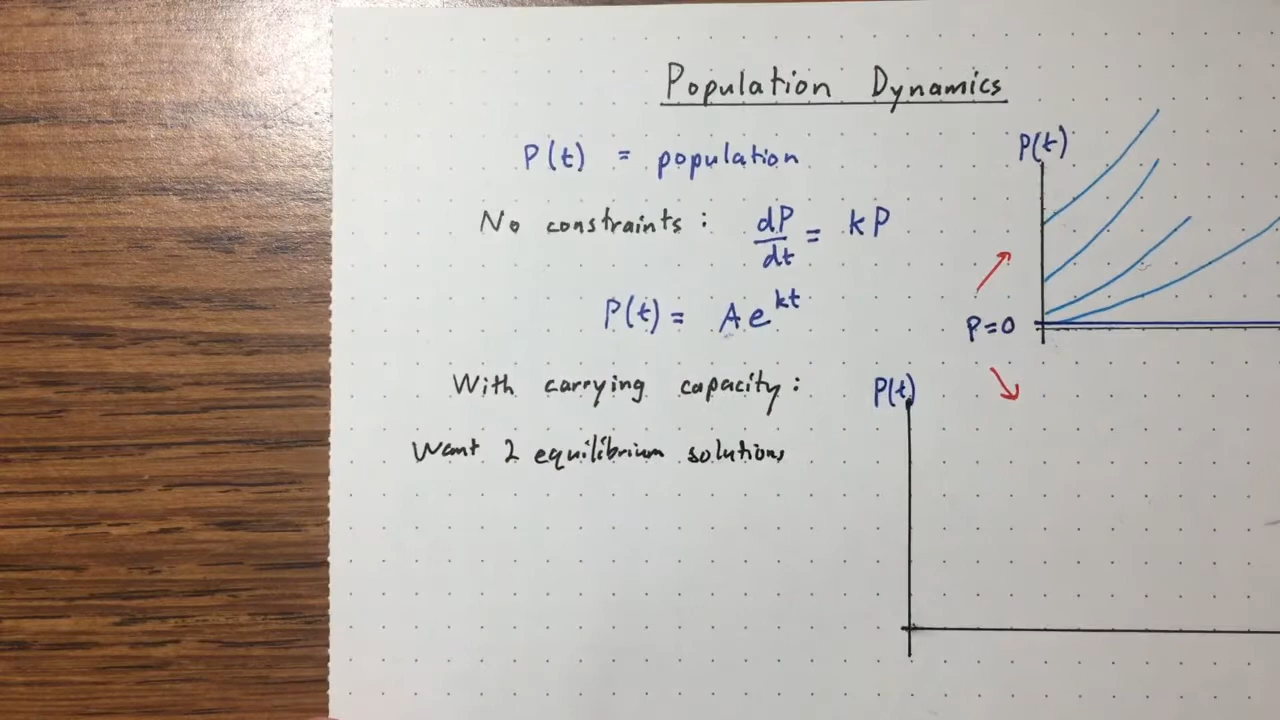 Population Dynamics
P(t) = population
No constraints: dP/dt = kP
P(t) = Ae^kt
With carrying capacity:
Want 2 equilibrium solutions
P(t)
P=0
P(t)